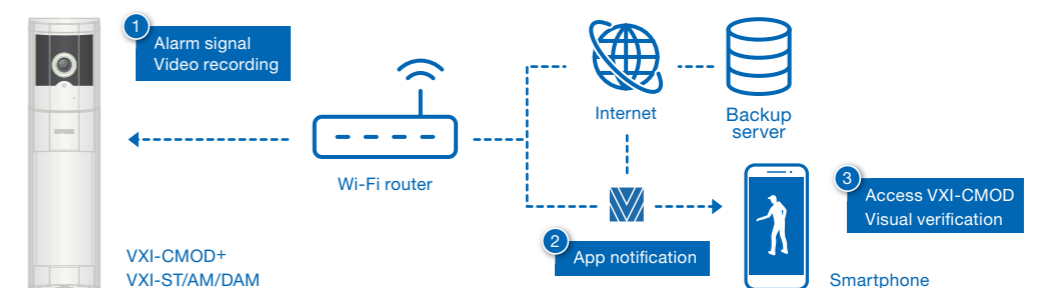 1
Alarm signal
Video recording
Internet
Backup
server
Wi-Fi router
3
Access VXI-CMOD
Visual verification
2
App notification
VXI-CMOD+
VXI-ST/AM/DAM
Smartphone